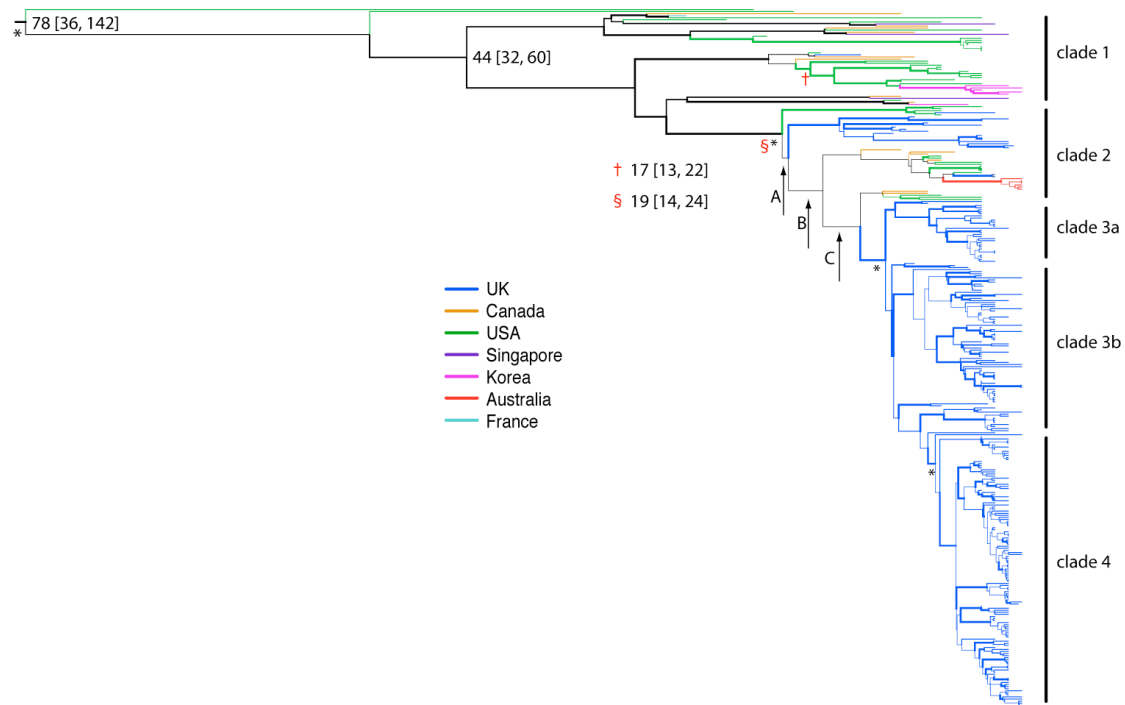 78 [36, 142]
*
44 [32, 60]
clade 1
†
clade 2
§ *
† 17 [13, 22]
§ 19 [14, 24]
A
B
C
clade 3a
*
UK
Canada
USA
Singapore
Korea
Australia
France
clade 3b
*
clade 4